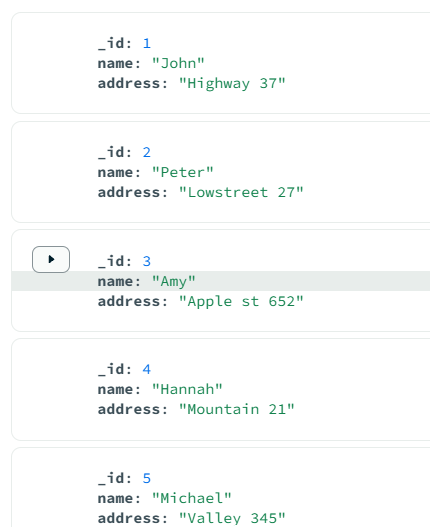 _id: 1
name: "John"
address: "Highway 37"
_id: 2
name: "Peter"
address: "Lowstreet 27"
_id: 3
name: "Amy"
address: "Apple st 652"
_id: 4
name: "Hannah"
address: "Mountain 21"
_id: 5
name: "Michael"
address: "Valley 345"